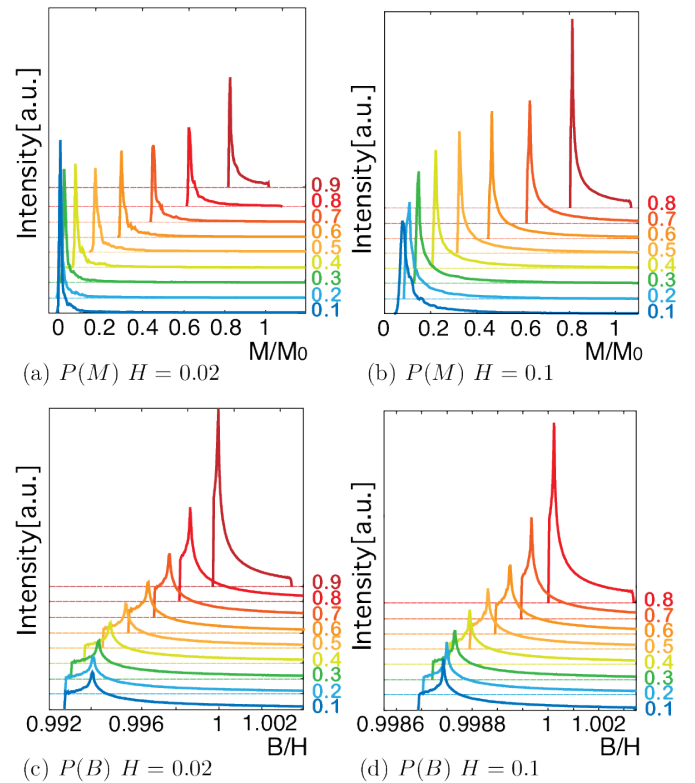 Intensity[a.u.]
0.9
0.8
0.7
0.6
0.5
0.4
0.3
0.2
0.1
0 0.2 0.4 0.6 0.8 1
M/M0
(a) P(M) H = 0.02
Intensity[a.u.]
0.8
0.7
0.6
0.5
0.4
0.3
0.2
0.1
0 0.2 0.4 0.6 0.8 1
M/M0
(b) P(M) H = 0.1
Intensity[a.u.]
0.9
0.8
0.7
0.6
0.5
0.4
0.3
0.2
0.1
0.992 0.996 1 1.002
B/H
(c) P(B) H = 0.02
Intensity[a.u.]
0.8
0.7
0.6
0.5
0.4
0.3
0.2
0.1
0.9986 0.9988 1 1.002
B/H
(d) P(B) H = 0.1